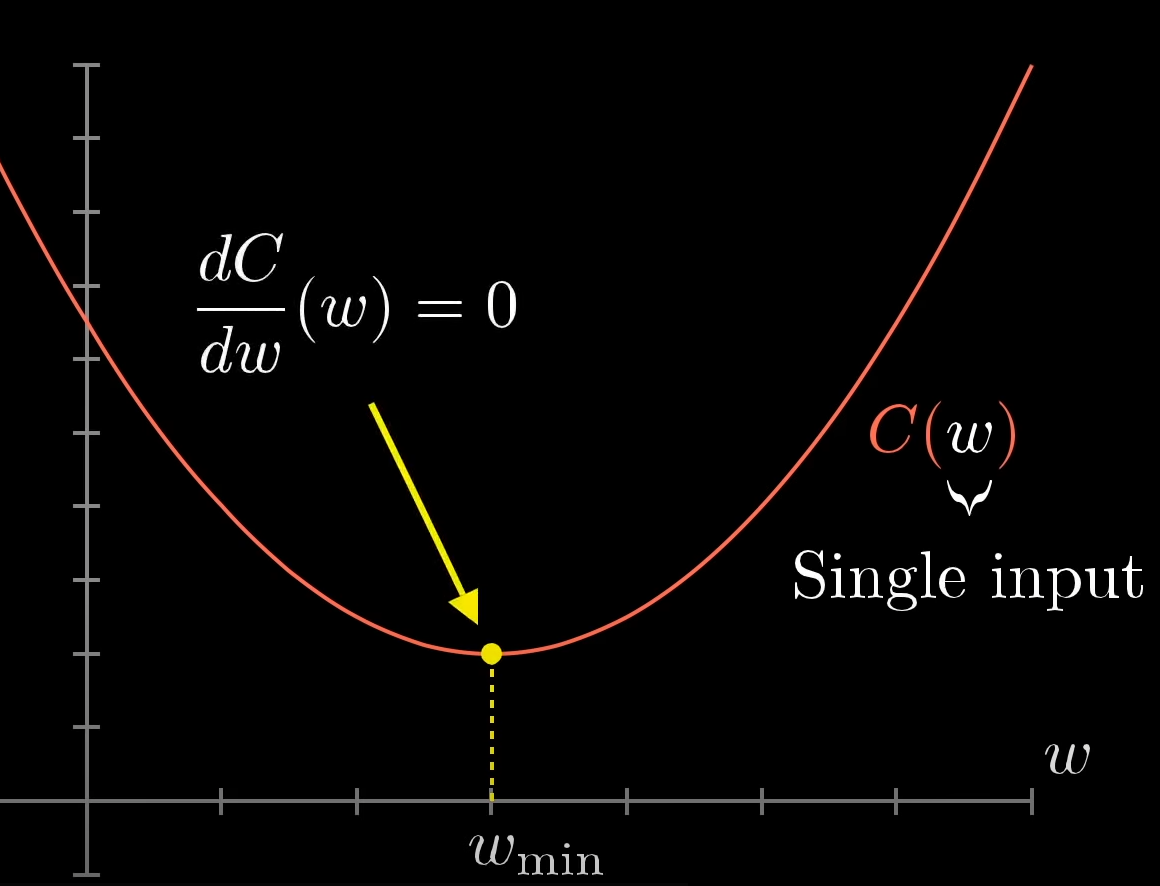 dC/dw (w) = 0
C(w)
Single input
w
w_min